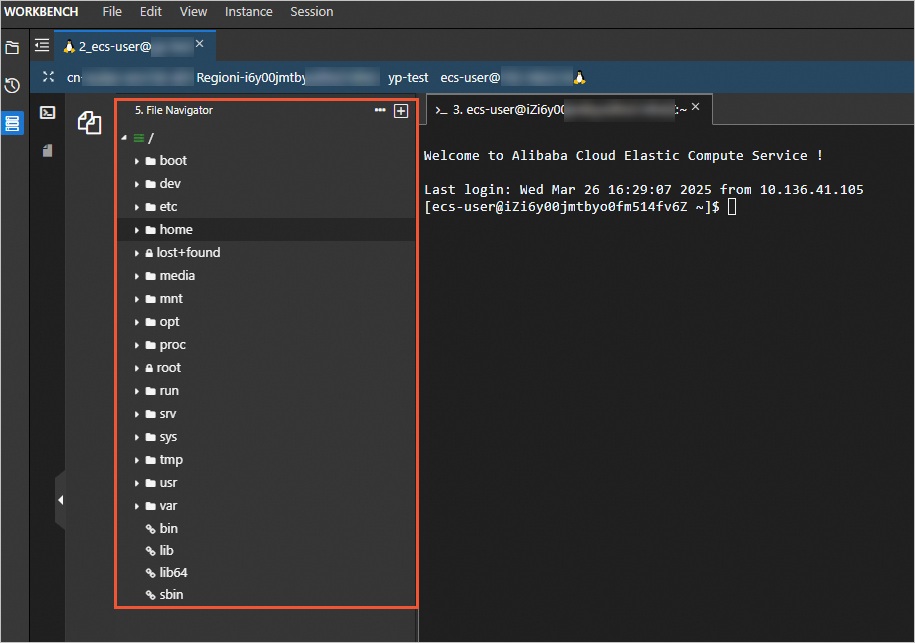 WORKBENCH File Edit View Instance Session
2_ecs-user@
cn- Regioni-i6y00jmtby yp-test ecs-user@
5. File Navigator
/
boot
dev
etc
home
lost+found
media
mnt
opt
proc
root
run
srv
sys
tmp
usr
var
bin
lib
lib64
sbin
>_ 3. ecs-user@iZi6y00 :~
Welcome to Alibaba Cloud Elastic Compute Service !
Last login: Wed Mar 26 16:29:07 2025 from 10.136.41.105
[ecs-user@iZi6y00jmtbyo0fm514fv6Z ~]$